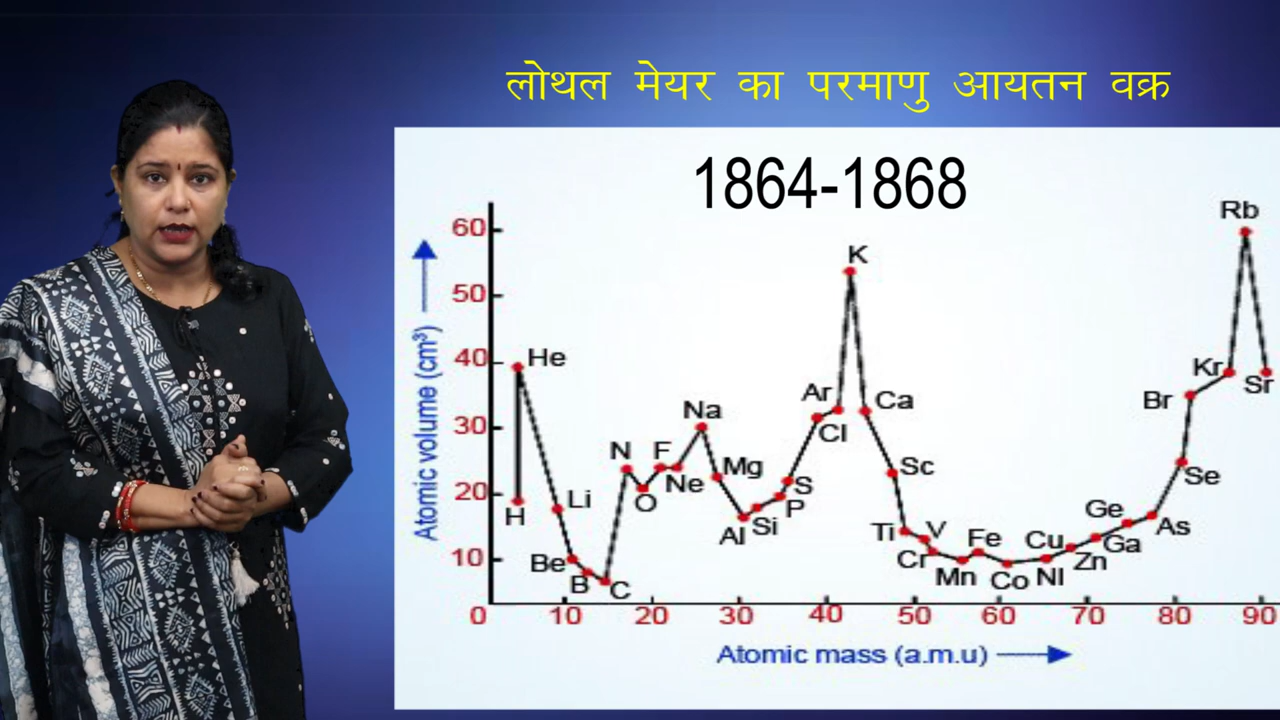 लोथल मेयर का परमाणु आयतन वक्र
1864-1868
Rb
60
K
50
Atomic volume (cm³)
40
He
Kr
Sr
Ar
Ca
Br
30
Na
Cl
N
F
Mg
Sc
Ne
S
Se
20
Li
O
P
H
Al
Si
Ge
As
Ti
V
Fe
Cu
Ga
10
Be
Cr
Zn
B
C
Mn
Co
NI
0
10
20
30
40
50
60
70
80
90
Atomic mass (a.m.u)